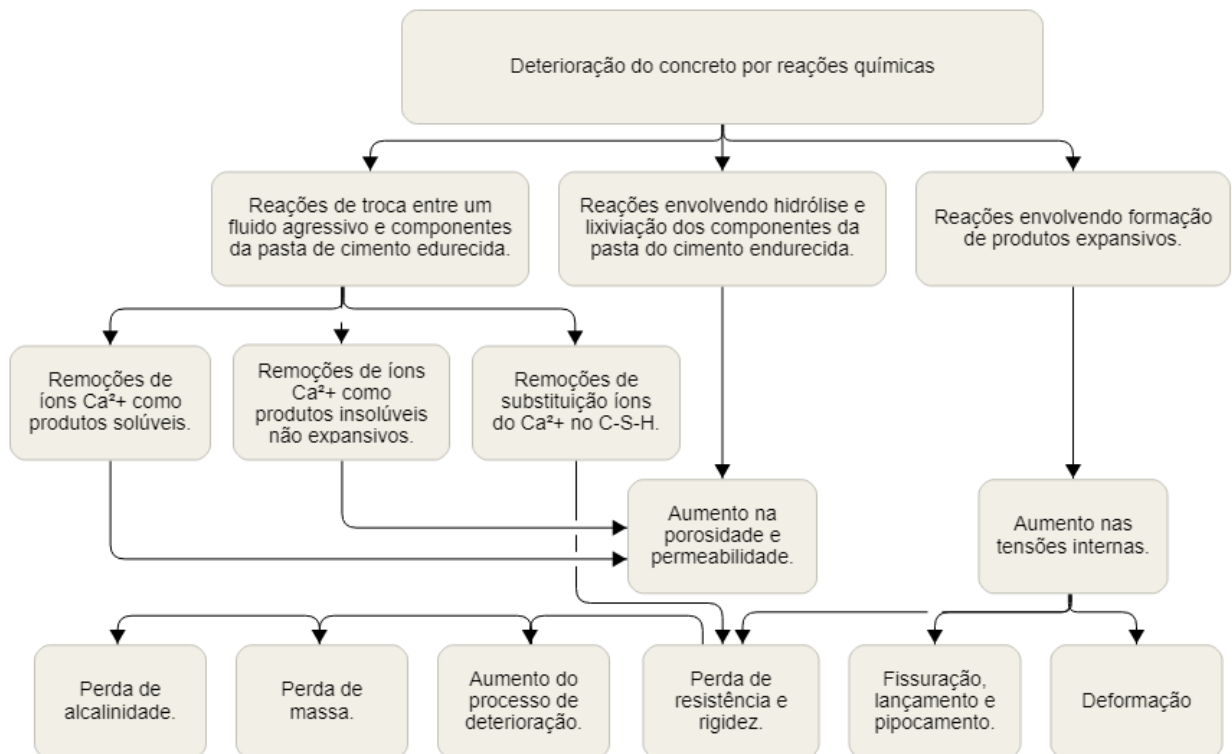 Deterioração do concreto por reações químicas
Reações de troca entre um
fluido agressivo e componentes
da pasta de cimento edurecida.
Reações envolvendo hidrólise e
lixiviação dos componentes da
pasta do cimento endurecida.
Reações envolvendo formação
de produtos expansivos.
Remoções de
íons Ca²+ como
produtos solúveis.
Remoções de íons
Ca²+ como
produtos insolúveis
não expansivos.
Remoções de
substituição íons
do Ca²+ no C-S-H.
Aumento na
porosidade e
permeabilidade.
Aumento nas
tensões internas.
Perda de
alcalinidade.
Perda de
massa.
Aumento do
processo de
deterioração.
Perda de
resistência e
rigidez.
Fissuração,
lançamento e
pipocamento.
Deformação